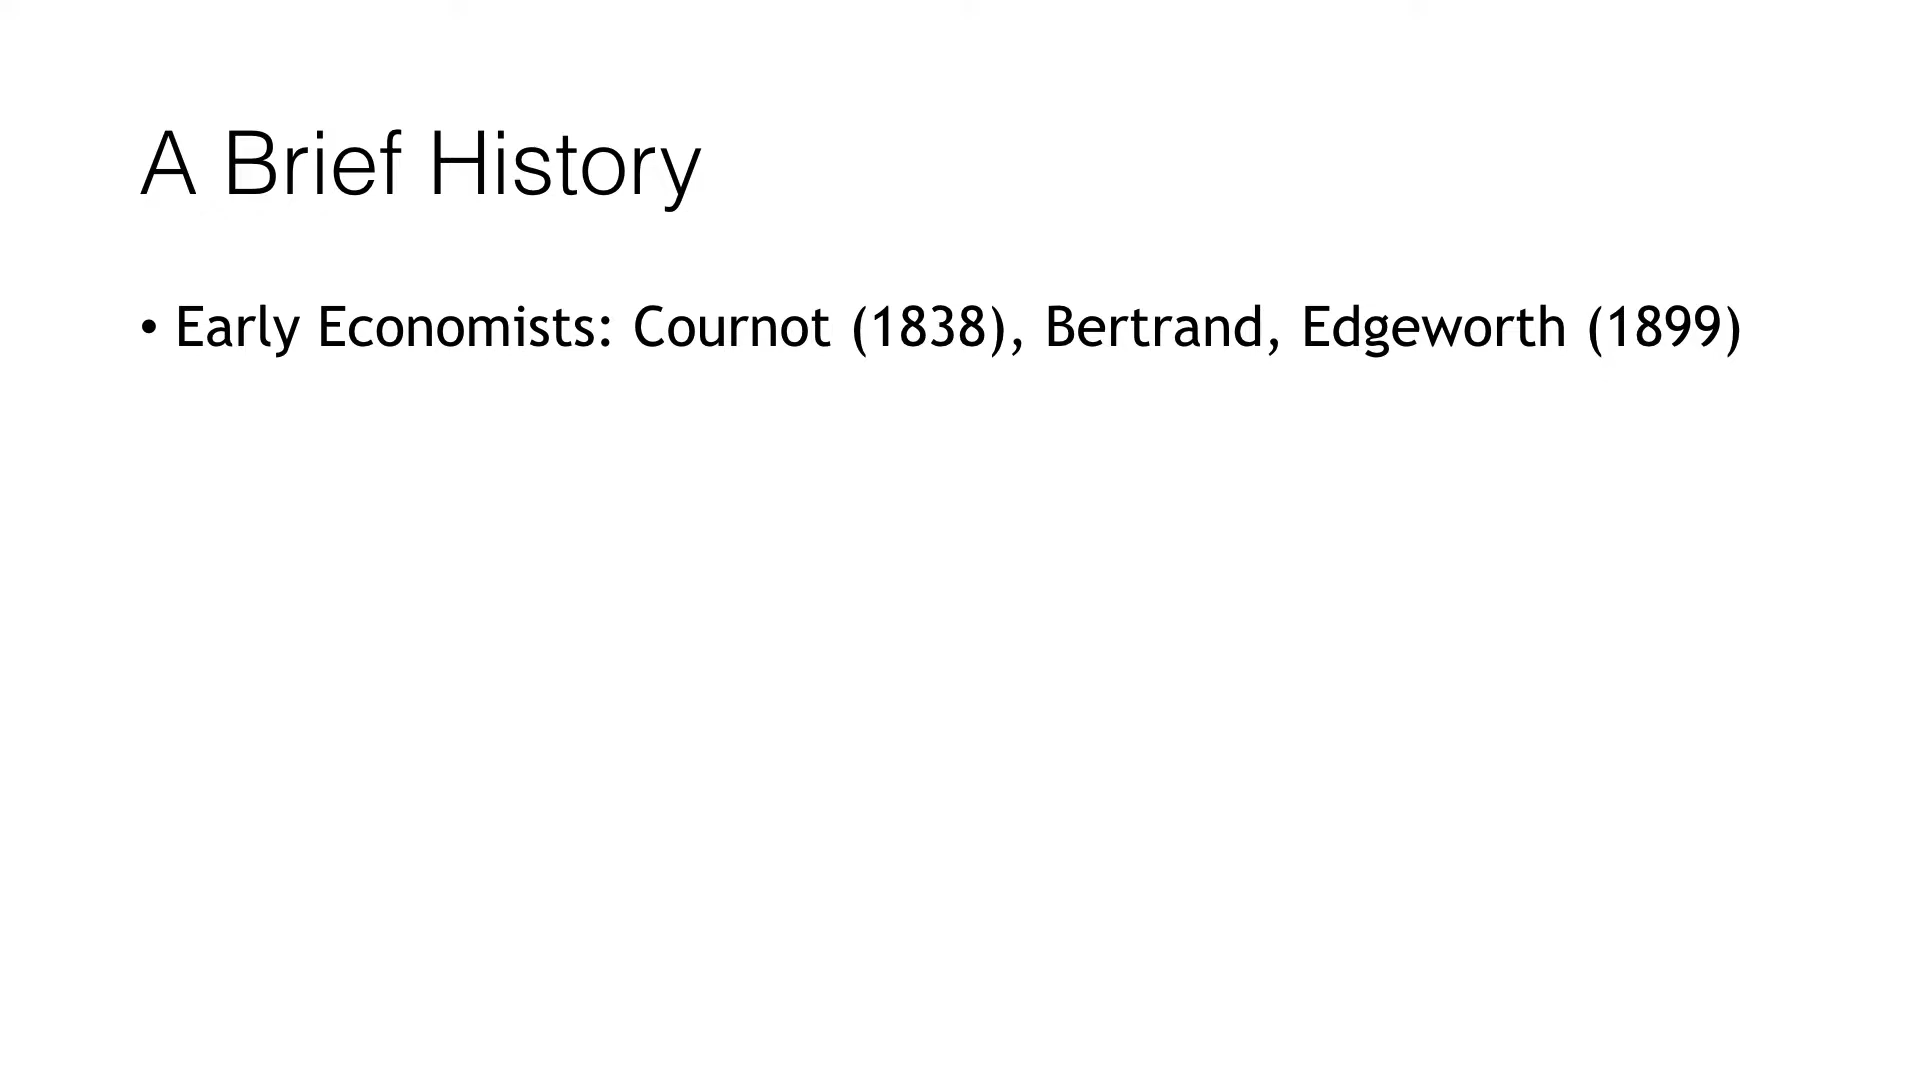 A Brief History
• Early Economists: Cournot (1838), Bertrand, Edgeworth (1899)